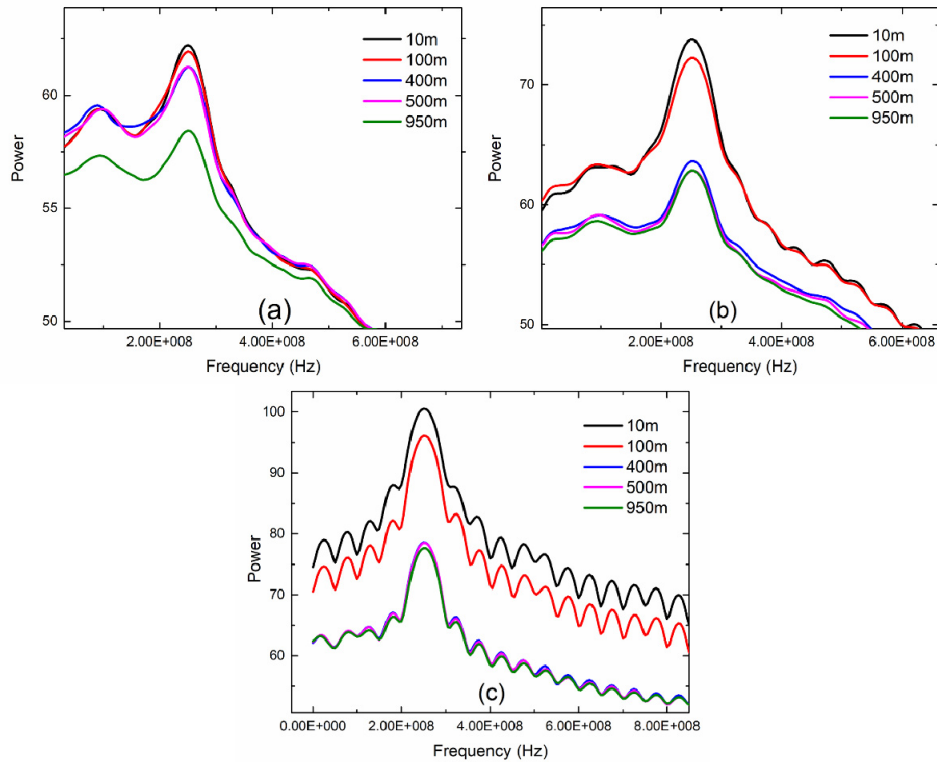 10m
100m
400m
500m
950m
60
55
50
Power
(a)
2.00E+008 4.00E+008 6.00E+008
Frequency (Hz)
10m
100m
400m
500m
950m
70
60
50
Power
(b)
2.00E+008 4.00E+008 6.00E+008
Frequency (Hz)
10m
100m
400m
500m
950m
100
90
80
70
60
Power
(c)
0.00E+000 2.00E+008 4.00E+008 6.00E+008 8.00E+008
Frequency (Hz)